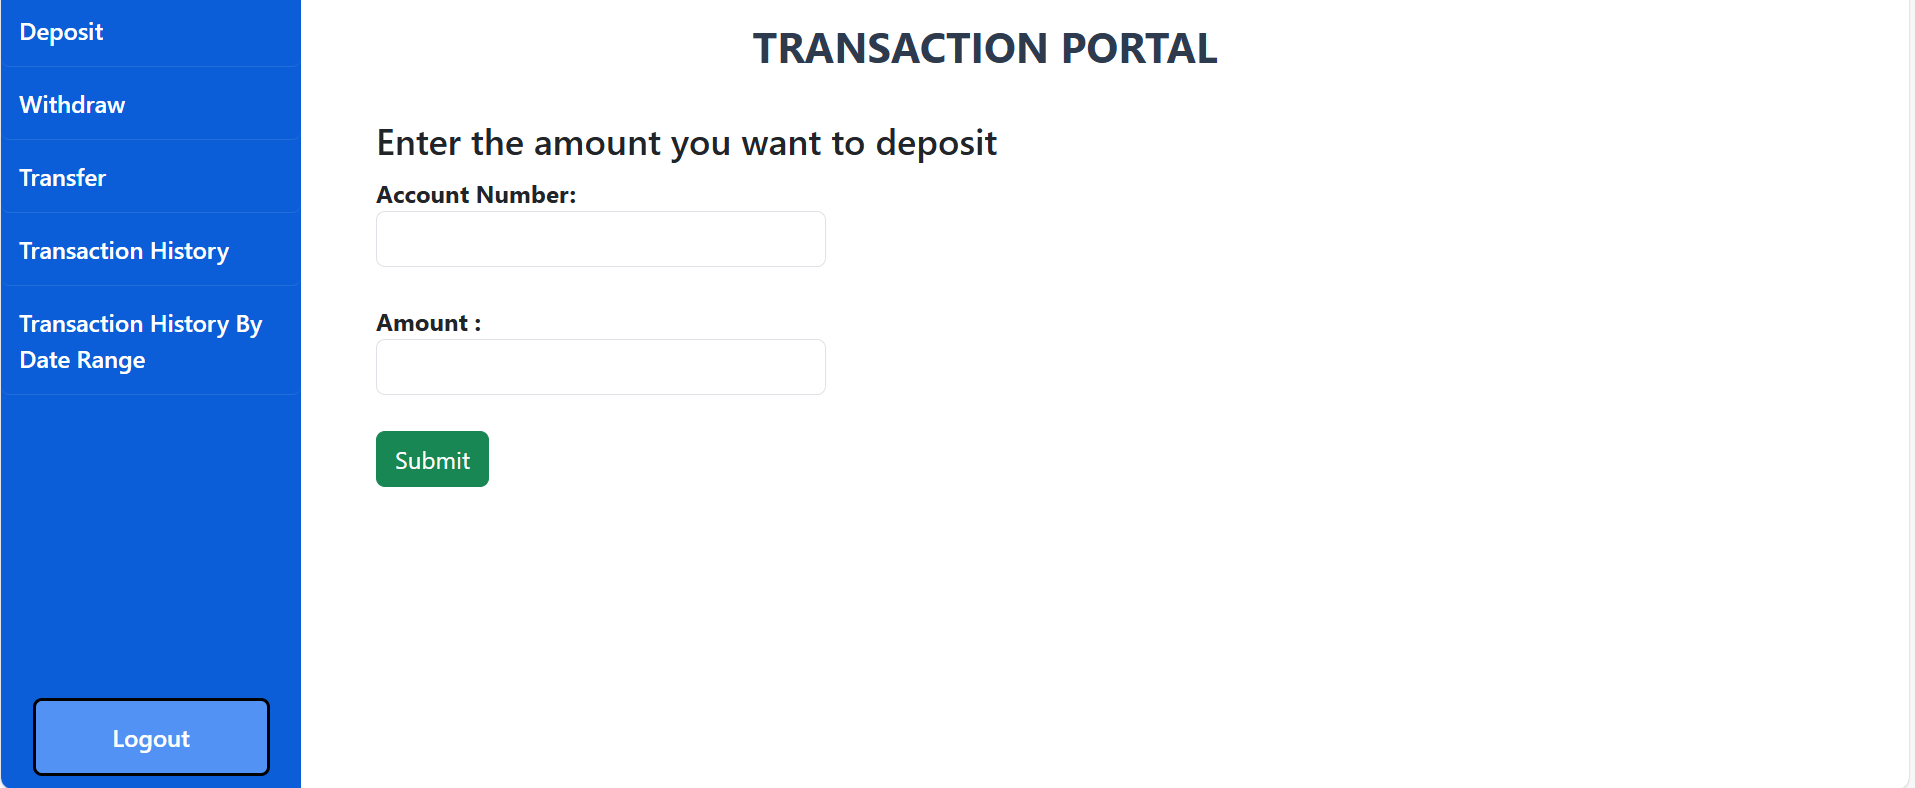 Deposit
Withdraw
Transfer
Transaction History
Transaction History By
Date Range
Logout
TRANSACTION PORTAL
Enter the amount you want to deposit
Account Number:
Amount :
Submit